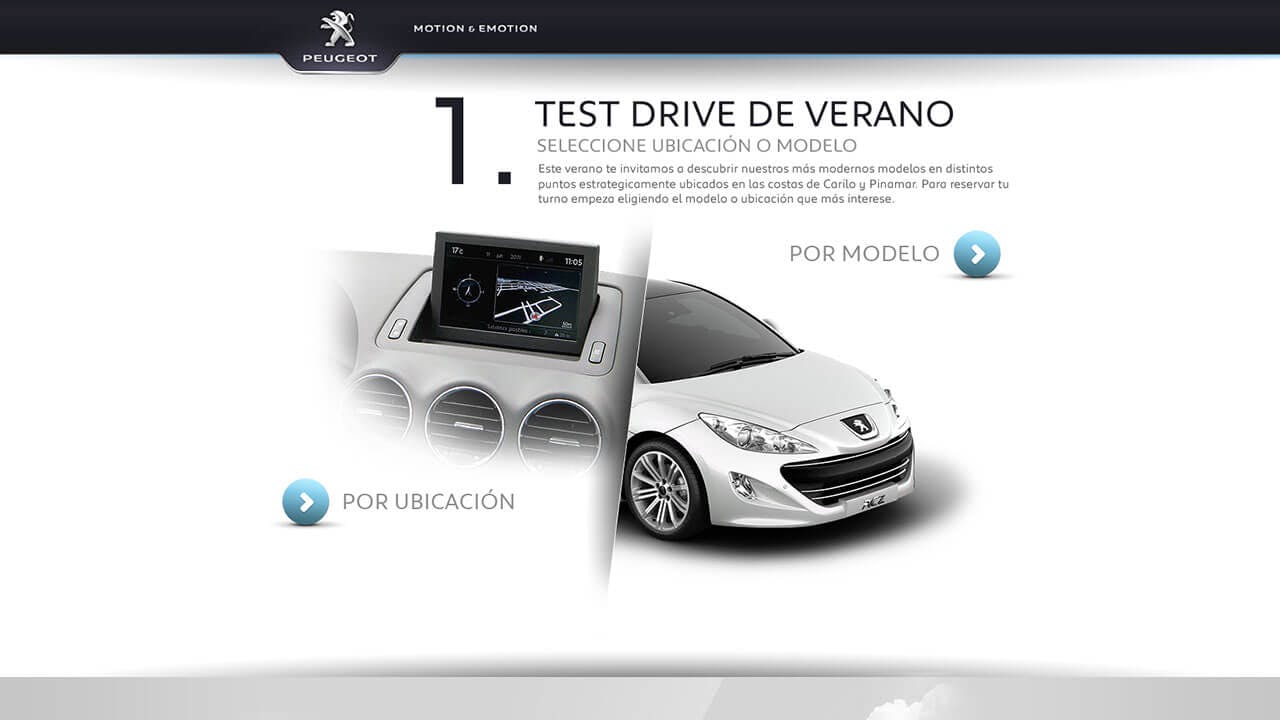 PEUGEOT
MOTION & EMOTION
1.
TEST DRIVE DE VERANO
SELECCIONE UBICACIÓN O MODELO
Este verano te invitamos a descubrir nuestros más modernos modelos en distintos
puntos estrategicamente ubicados en las costas de Carilo y Pinamar. Para reservar tu
turno empeza eligiendo el modelo o ubicación que más interese.
POR MODELO
17°c
11:05
RCZ
POR UBICACIÓN